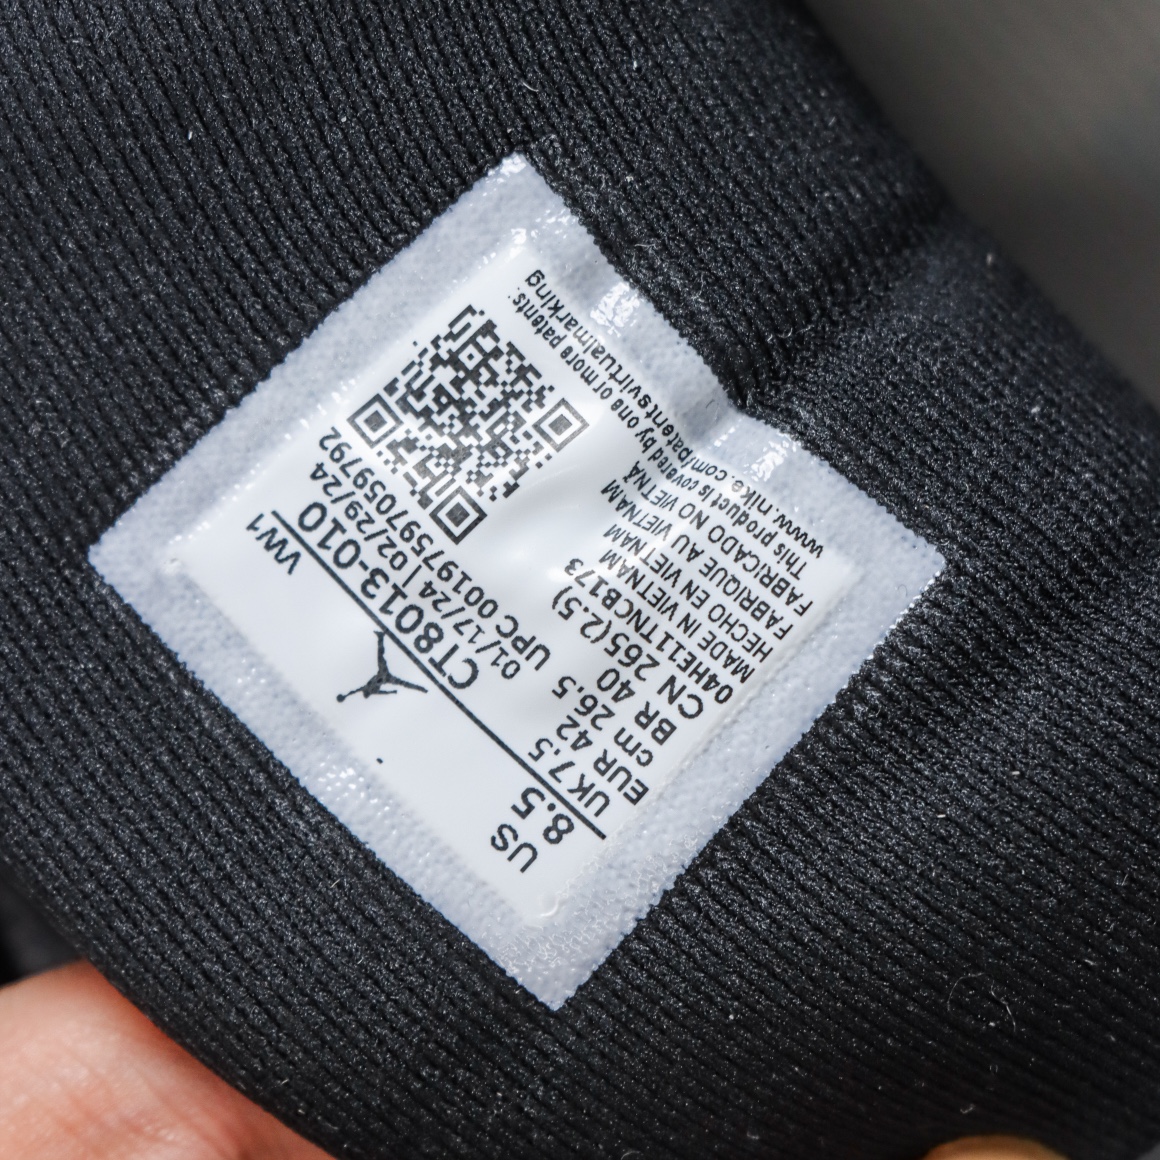 US
8.5
VW1
UK 7.5
EUR 42
cm 26.5
BR 40
CN 265(2.5)
CT8013-010
01/17/24 | 02/29/24
UPC:00197597059792
04HE11TNCB173
MADE IN VIETNAM
HECHO EN VIETNAM
FABRIQUE AU VIETNAM
FABRICADO NO VIETNÃ
This product is covered by one or more patents:
www.nike.com/patentsvirtualmarking